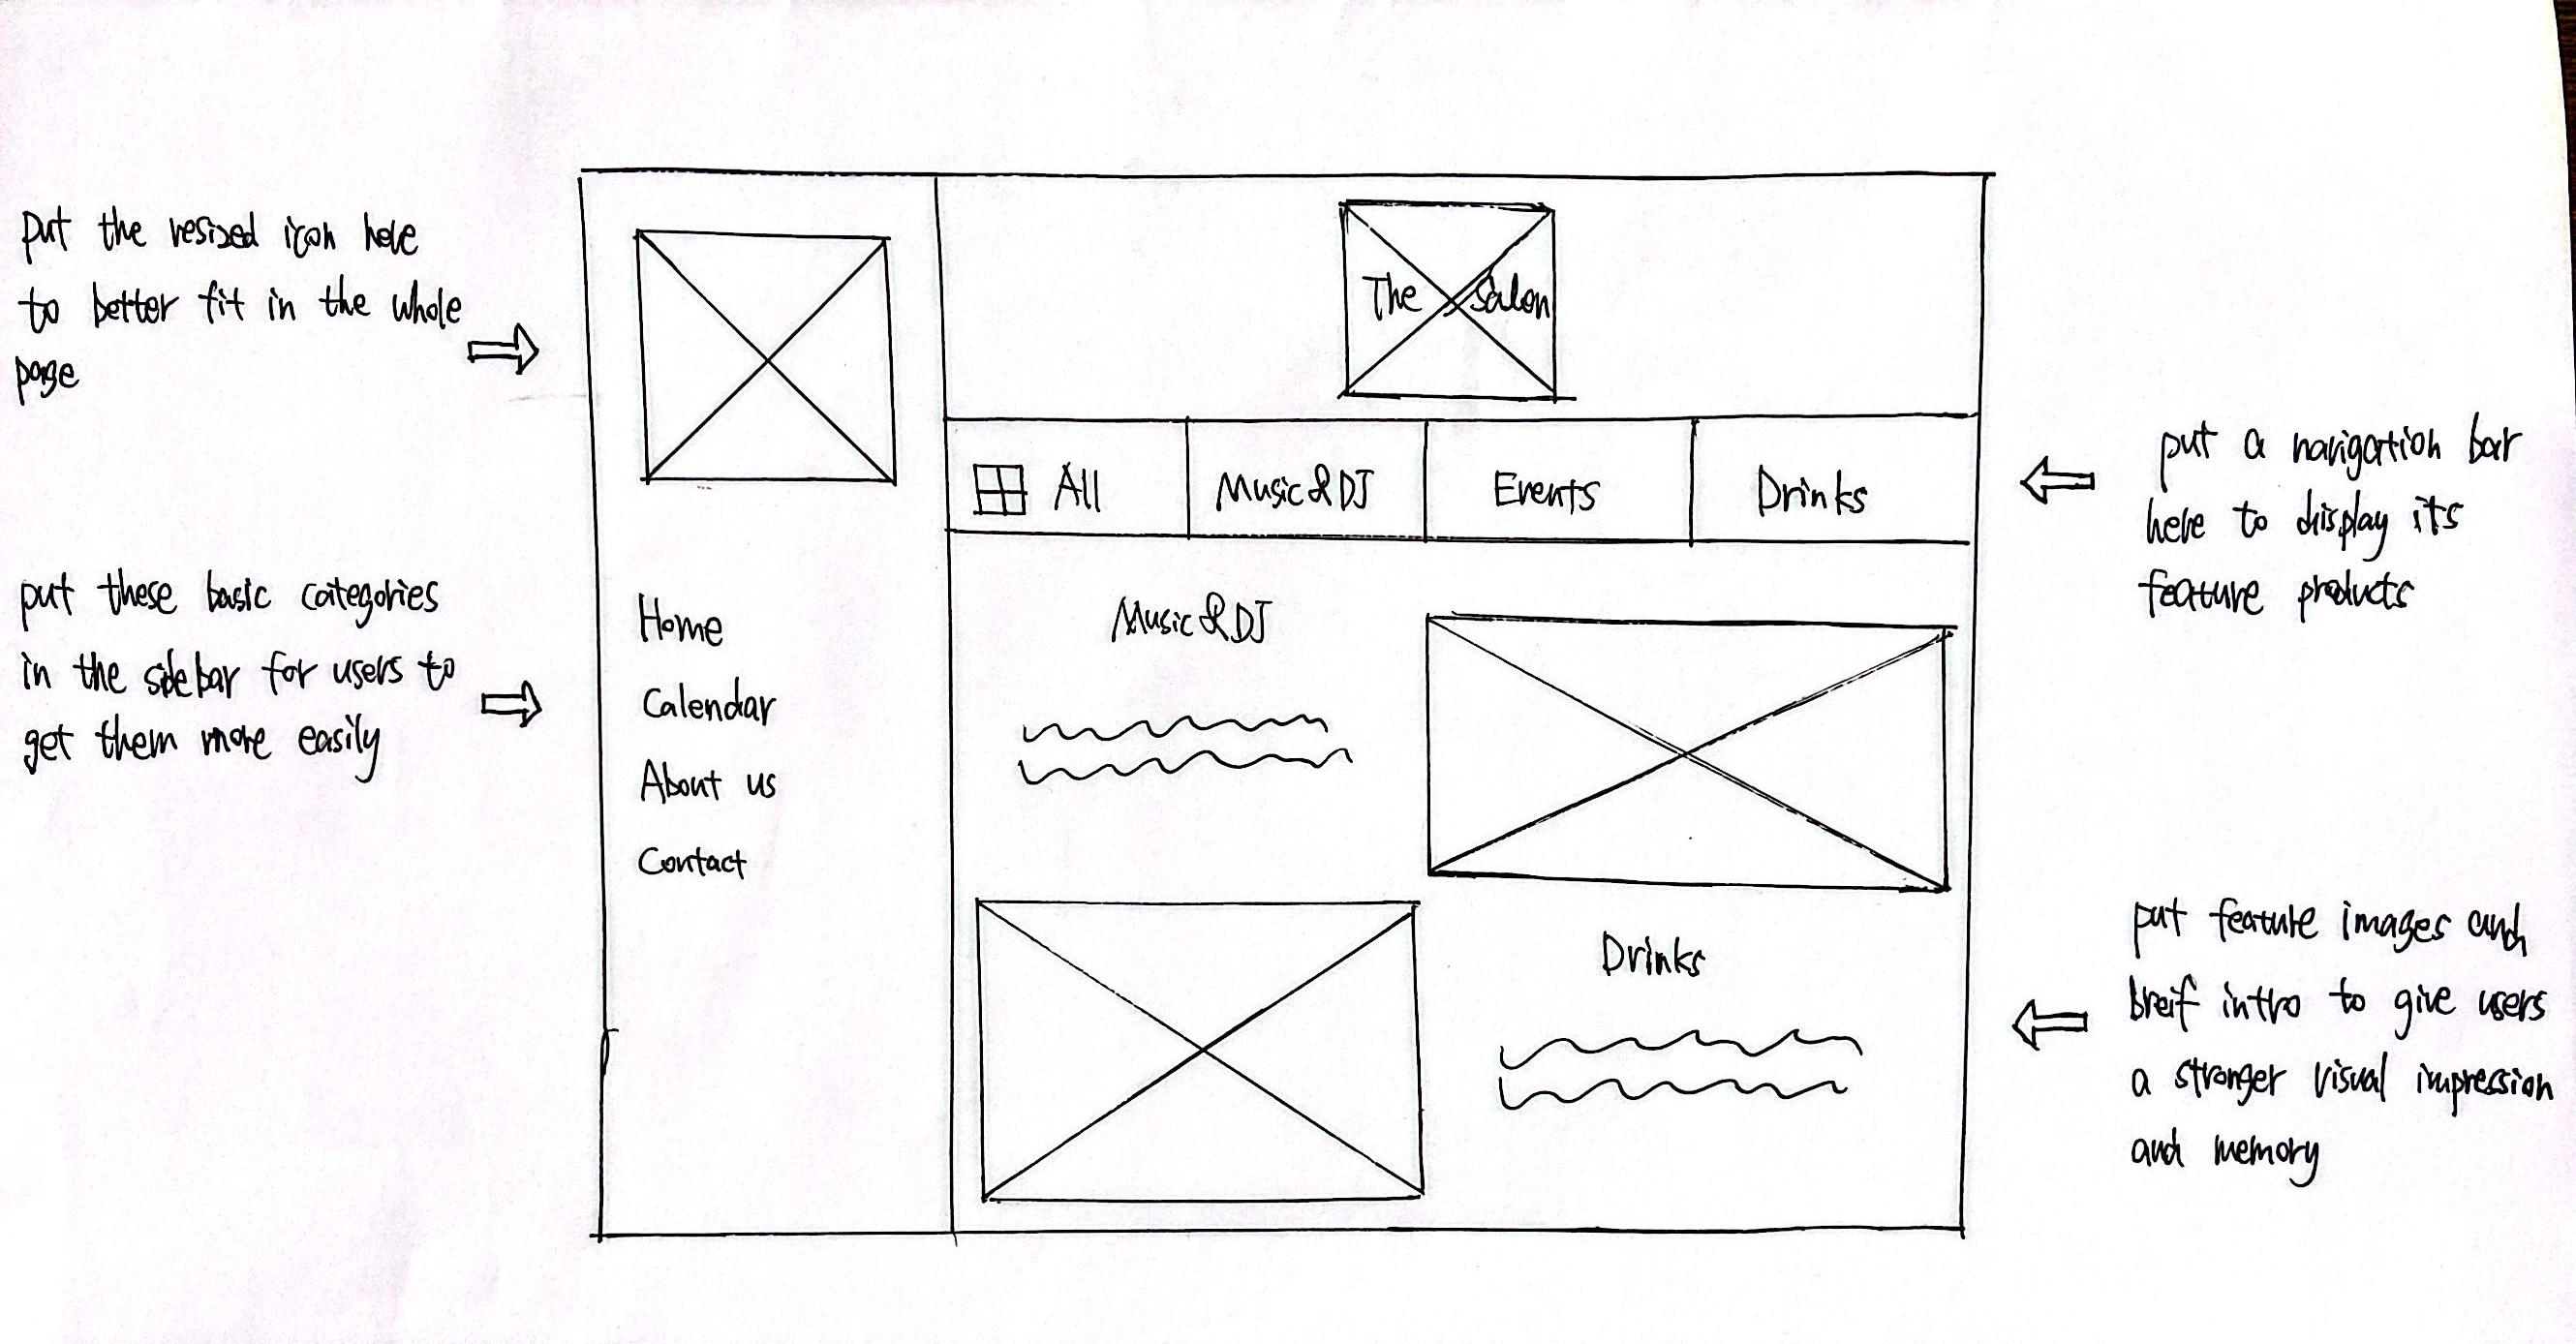 put the resized icon here
to better fit in the whole
page
put these basic categories
in the sidebar for users to
get them more easily
Home
Calendar
About us
Contact
The Salon
All
Music&DJ
Events
Drinks
Music&DJ
Drinks
put a navigation bar
here to display its
feature products
put feature images and
breif intro to give users
a stronger visual impression
and memory